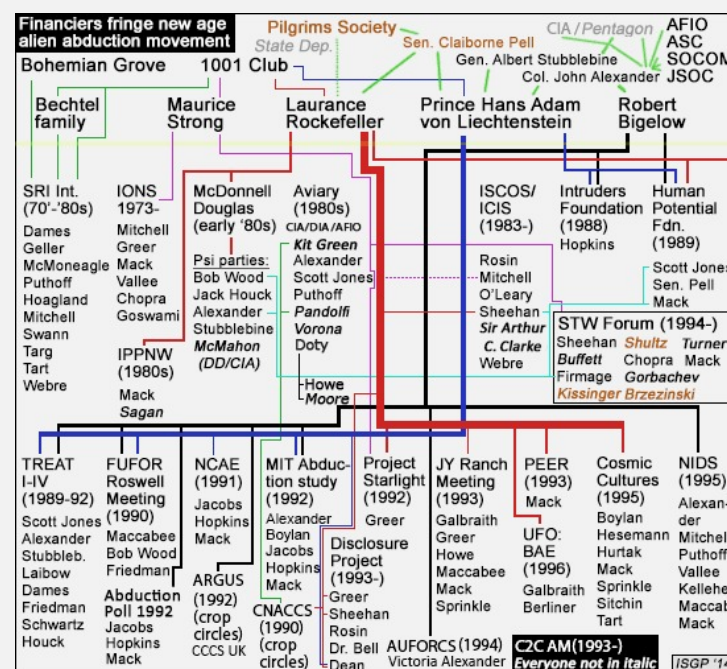 Financiers fringe new age
alien abduction movement
Pilgrims Society
State Dep.
Sen. Claiborne Pell
CIA/Pentagon
AFIO
ASC
SOCOM
JSOC
Gen. Albert Stubblebine
Col. John Alexander
Bohemian Grove
1001 Club
Bechtel
family
Maurice
Strong
Laurance
Rockefeller
Prince Hans Adam
von Liechtenstein
Robert
Bigelow
SRI Int.
(70'-'80s)
Dames
Geller
McMoneagle
Puthoff
Hoagland
Mitchell
Swann
Targ
Tart
Webre
IONS
1973-
Mitchell
Greer
Mack
Vallee
Chopra
Goswami
IPPNW
(1980s)
Mack
Sagan
McDonnell
Douglas
(early '80s)
Psi parties:
Bob Wood
Jack Houck
Alexander
Stubblebine
McMahon
(DD/CIA)
Aviary
(1980s)
CIA/DIA/AFIO
Kit Green
Alexander
Scott Jones
Puthoff
Pandolfi
Vorona
Doty
Howe
Moore
ISCOS/
ICIS
(1983-)
Rosin
Mitchell
O'Leary
Sheehan
Sir Arthur
C. Clarke
Webre
Intruders
Foundation
(1988)
Hopkins
Human
Potential
Fdn.
(1989)
Scott Jones
Sen. Pell
Mack
STW Forum (1994-)
Sheehan Shultz Turner
Buffett Chopra Mack
Firmage Gorbachev
Kissinger Brzezinski
TREAT
I-IV
(1989-92)
Scott Jones
Alexander
Stubbleb.
Laibow
Dames
Friedman
Schwartz
Houck
FUFOR
Roswell
Meeting
(1990)
Maccabee
Bob Wood
Friedman
Abduction
Poll 1992
Jacobs
Hopkins
Mack
NCAE
(1991)
Jacobs
Hopkins
Mack
ARGUS
(1992)
(crop
circles)
CCCS UK
MIT Abduc-
tion study
(1992)
Alexander
Boylan
Jacobs
Hopkins
Mack
CNACCS
(1990)
(crop
circles)
Project
Starlight
(1992)
Greer
Disclosure
Project
(1993-)
Greer
Sheehan
Rosin
Dr. Bell
Dean
JY Ranch
Meeting
(1993)
Galbraith
Greer
Howe
Maccabee
Mack
Sprinkle
AUFORCS (1994)
Victoria Alexander
PEER
(1993)
Mack
UFO:
BAE
(1996)
Galbraith
Berliner
Cosmic
Cultures
(1995)
Boylan
Hesemann
Hurtak
Mack
Sprinkle
Sitchin
Tart
NIDS
(1995)
Alexan-
der
Mitchel
Puthoff
Vallee
Kellehe
Maccab
Mack
C2C AM(1993-)
Everyone not in italic